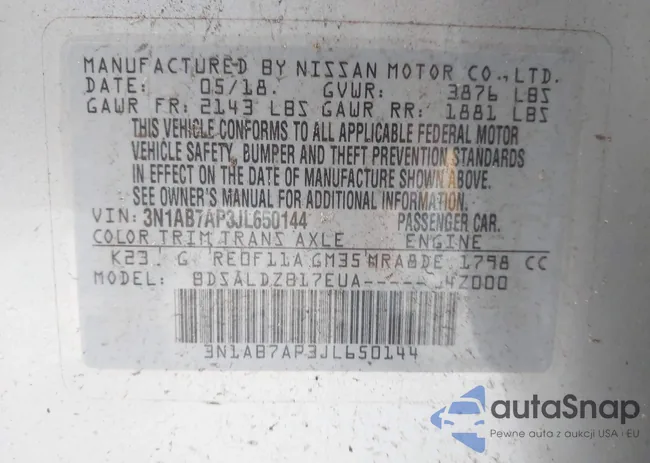 MANUFACTURED BY NISSAN MOTOR CO., LTD.
DATE: 05/18. GVWR: 3876 LBS
GAWR FR: 2143 LBS GAWR RR: 1881 LBS
THIS VEHICLE CONFORMS TO ALL APPLICABLE FEDERAL MOTOR
VEHICLE SAFETY, BUMPER AND THEFT PREVENTION STANDARDS
IN EFFECT ON THE DATE OF MANUFACTURE SHOWN ABOVE.
SEE OWNER'S MANUAL FOR ADDITIONAL INFORMATION.
VIN: 3N1AB7AP3JL650144 PASSENGER CAR.
COLOR TRIM TRANS AXLE ENGINE
K23 G RE0F11A GM35 MRA8DE 1798 CC
MODEL: BDSALDZB17EUA-----4Z000
3N1AB7AP3JL650144
autaSnap
Pewne auta z aukcji USA i EU